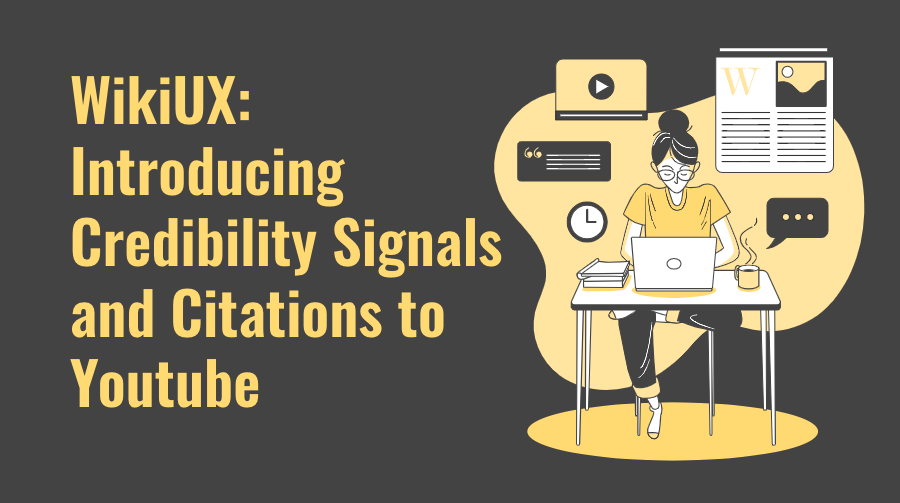 WikiUX:
Introducing
Credibility Signals
and Citations to
Youtube
W